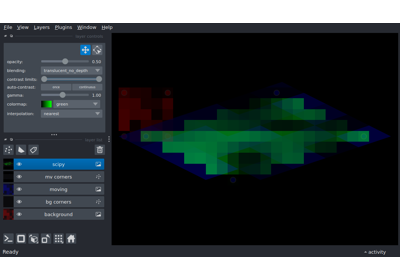 File View Layers Plugins Window Help
opacity: 0.50
blending: translucent_no_depth
contrast limits:
auto-contrast: once continuous
gamma: 1.00
colormap: green
interpolation: nearest
scipy
mv corners
moving
bg corners
background
Ready activity